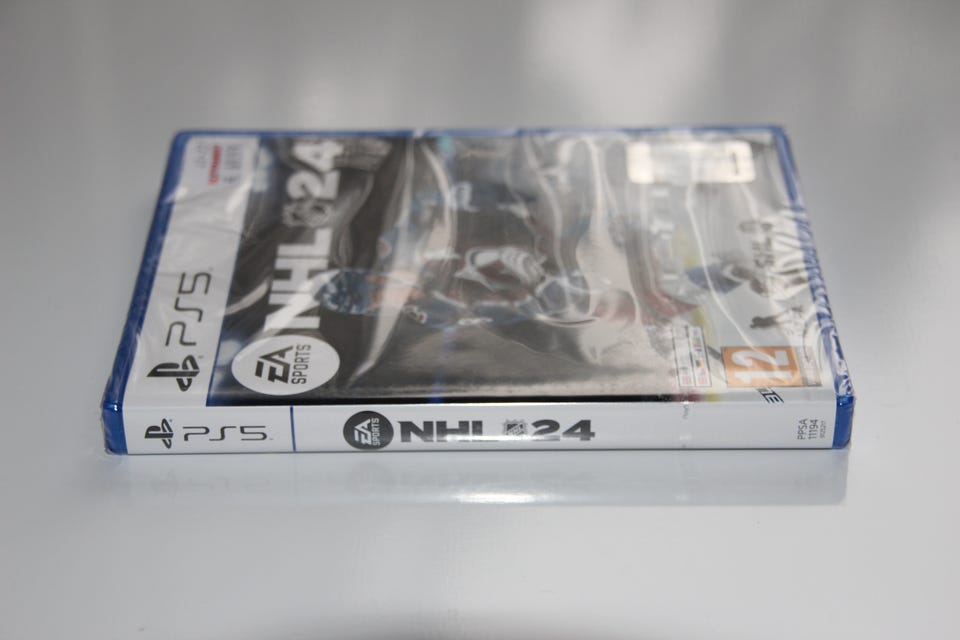 PS5
NHL 24
EA
SPORTS
12
PS5
EA
SPORTS
NHL 24
PPSA
11194